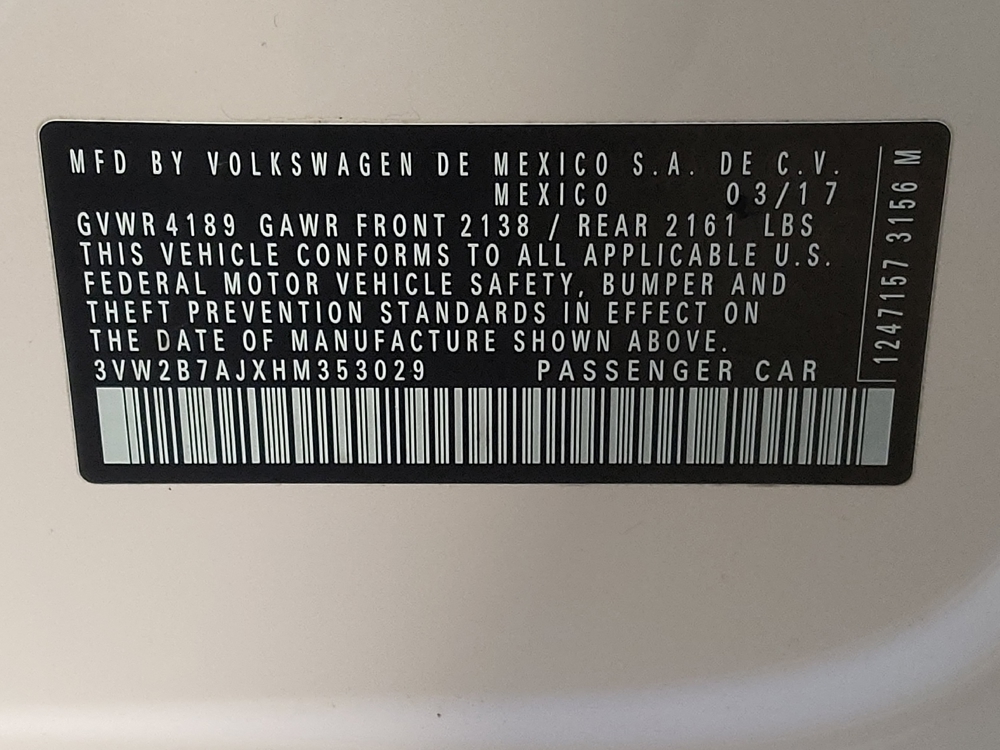 MFD BY VOLKSWAGEN DE MEXICO S.A. DE C.V.
MEXICO 03/17
GVWR 4189 GAWR FRONT 2138 / REAR 2161 LBS
THIS VEHICLE CONFORMS TO ALL APPLICABLE U.S.
FEDERAL MOTOR VEHICLE SAFETY, BUMPER AND
THEFT PREVENTION STANDARDS IN EFFECT ON
THE DATE OF MANUFACTURE SHOWN ABOVE.
3VW2B7AJXHM353029 PASSENGER CAR
1247157 3156 M